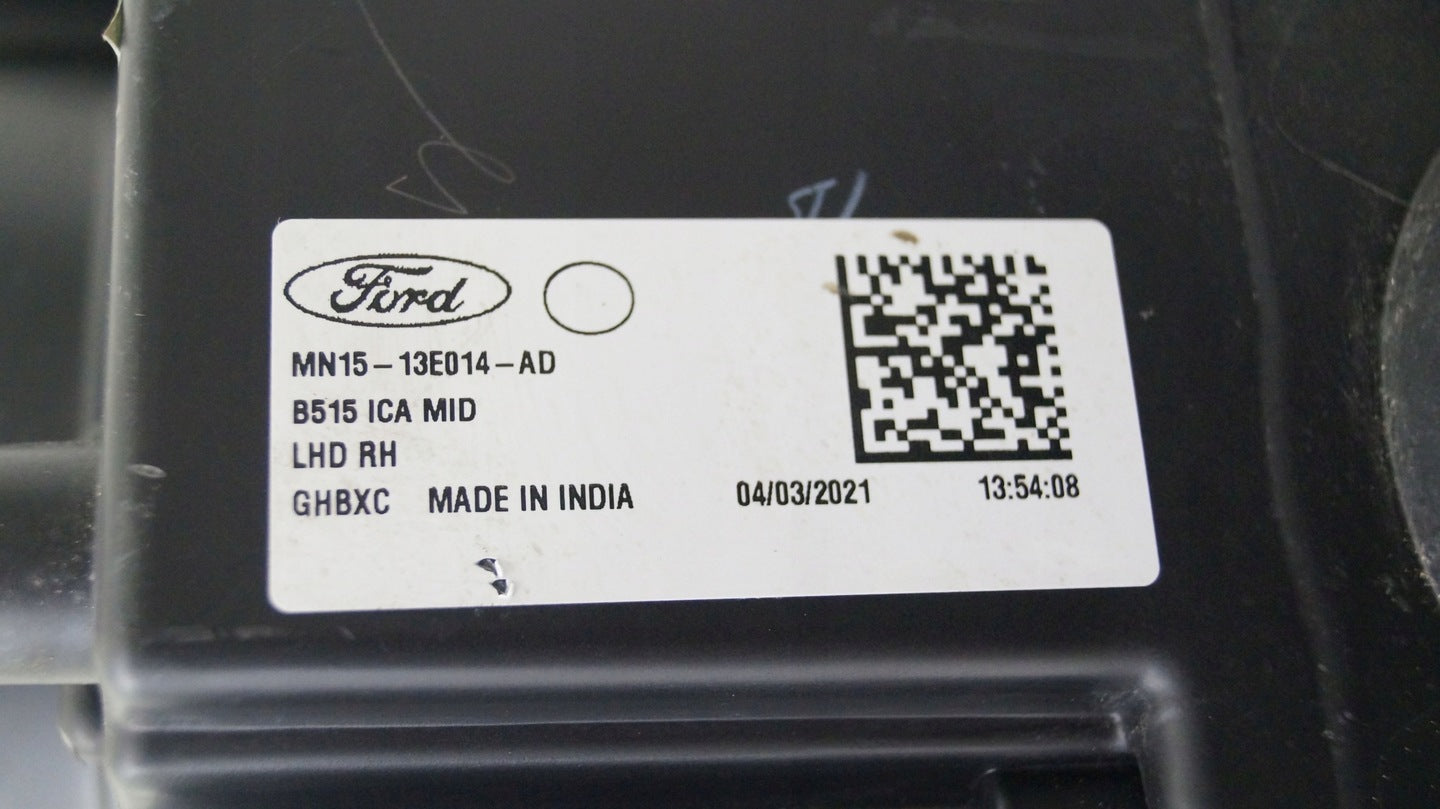 Ford
MN15-13E014-AD
B515 ICA MID
LHD RH
GHBXC MADE IN INDIA 04/03/2021 13:54:08